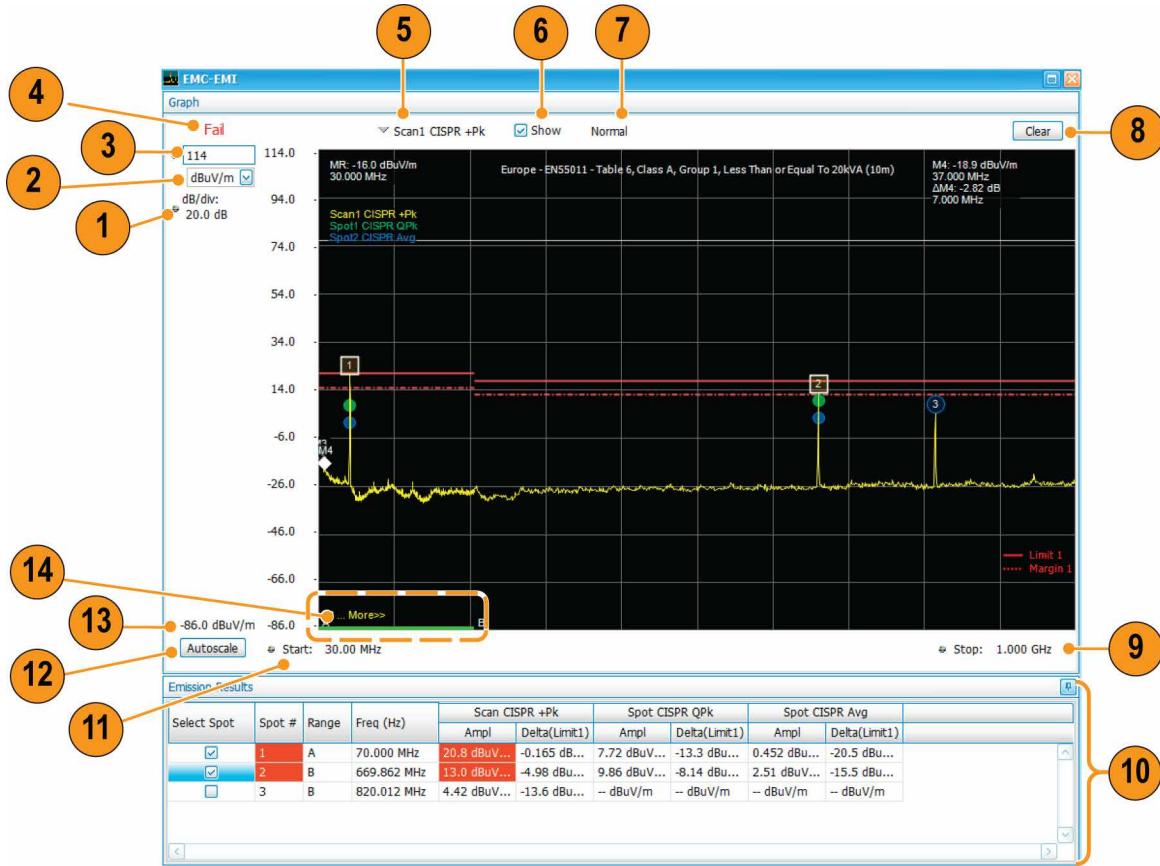 5
6
7
EMC-EMI
Graph
4
Fail
Scan1 CISPR +Pk
Show
Normal
Clear
8
3
114
2
dBuV/m
dB/div:
20.0 dB
1
114.0
94.0
74.0
54.0
34.0
14.0
-6.0
-26.0
-46.0
-66.0
-86.0
MR: -16.0 dBuV/m
30.000 MHz
Europe - EN55011 - Table 6, Class A, Group 1, Less Than or Equal To 20kVA (10m)
M4: -18.9 dBuV/m
37.000 MHz
ΔM4: -2.82 dB
7.000 MHz
Scan1 CISPR +Pk
Spot1 CISPR QPk
Spot2 CISPR Avg
1
2
3
M4
Limit 1
Margin 1
14
... More>>
A
B
13
-86.0 dBuV/m
12
Autoscale
11
Start: 30.00 MHz
Stop: 1.000 GHz
9
Emission Results
Select Spot Spot # Range Freq (Hz) Scan CISPR +Pk Spot CISPR QPk Spot CISPR Avg
Ampl Delta(Limit1) Ampl Delta(Limit1) Ampl Delta(Limit1)
1 A 70.000 MHz 20.8 dBuV... -0.165 dB... 7.72 dBuV... -13.3 dBu... 0.452 dBu... -20.5 dBu...
2 B 669.862 MHz 13.0 dBuV... -4.98 dBu... 9.86 dBuV... -8.14 dBu... 2.51 dBuV... -15.5 dBu...
3 B 820.012 MHz 4.42 dBuV... -13.6 dBu... -- dBuV/m -- dBuV/m -- dBuV/m -- dBuV/m
10